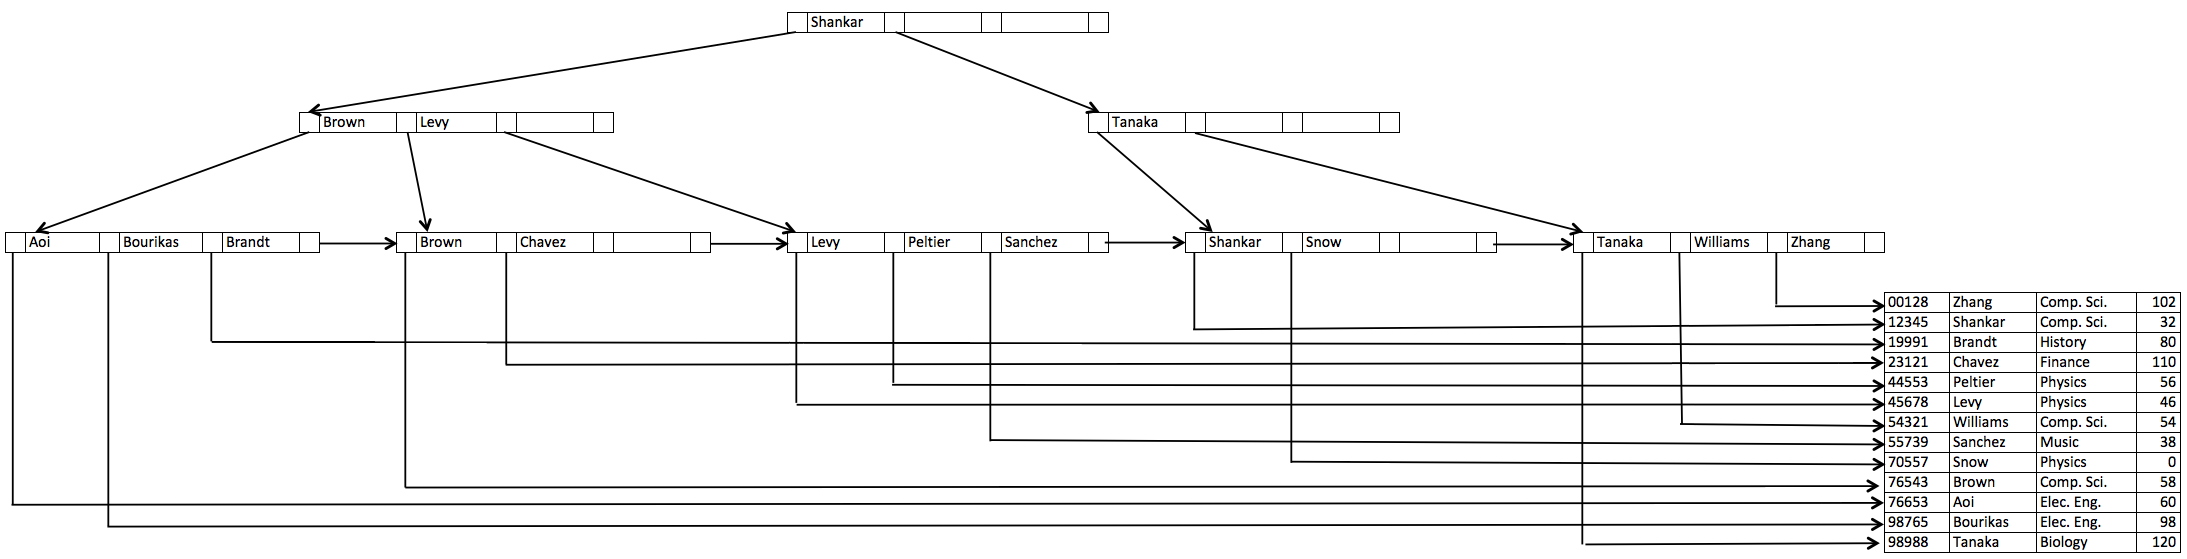 Shankar
Brown Levy
Tanaka
Aoi Bourikas Brandt
Brown Chavez
Levy Peltier Sanchez
Shankar Snow
Tanaka Williams Zhang
00128 Zhang Comp. Sci. 102
12345 Shankar Comp. Sci. 32
19991 Brandt History 80
23121 Chavez Finance 110
44553 Peltier Physics 56
45678 Levy Physics 46
54321 Williams Comp. Sci. 54
55739 Sanchez Music 38
70557 Snow Physics 0
76543 Brown Comp. Sci. 58
76653 Aoi Elec. Eng. 60
98765 Bourikas Elec. Eng. 98
98988 Tanaka Biology 120